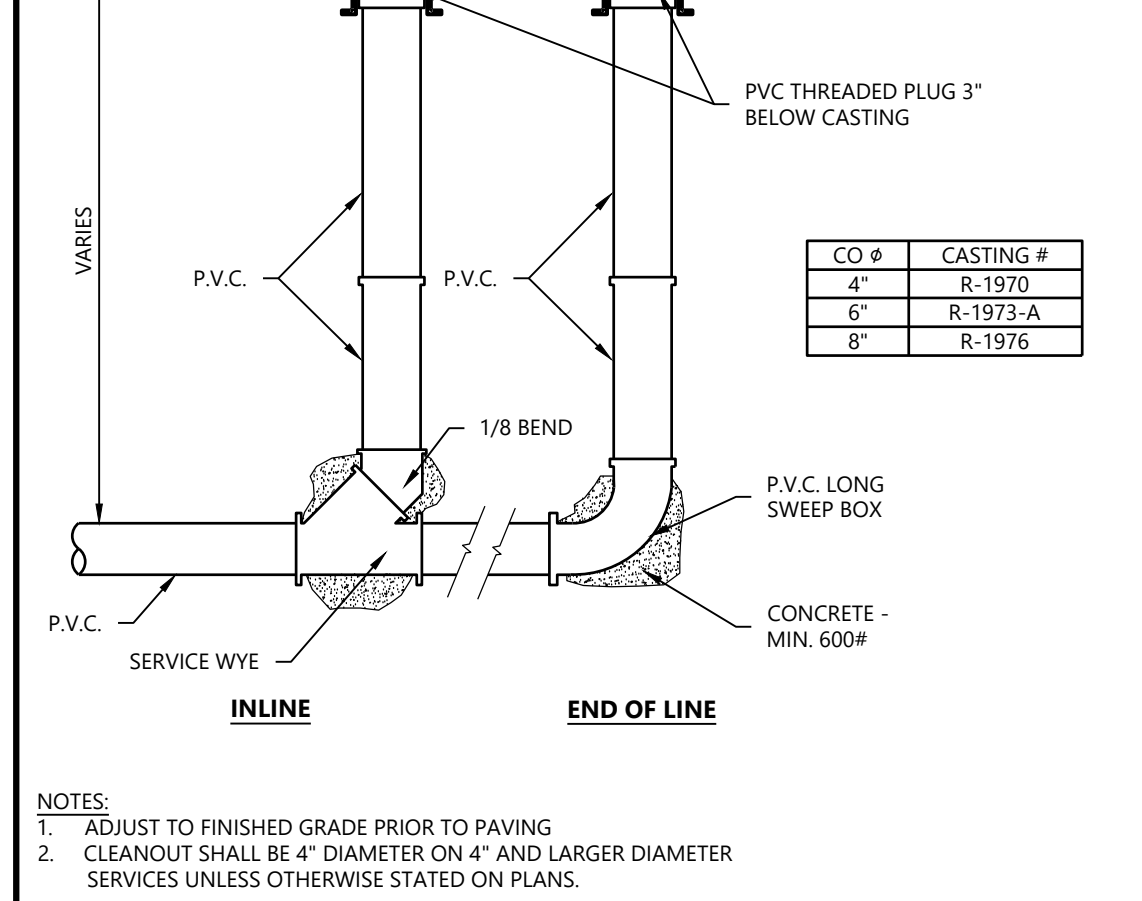 PVC THREADED PLUG 3"
BELOW CASTING
VARIES
P.V.C.
P.V.C.
CO ϕ CASTING #
4" R-1970
6" R-1973-A
8" R-1976
1/8 BEND
P.V.C. LONG
SWEEP BOX
CONCRETE -
MIN. 600#
P.V.C.
SERVICE WYE
INLINE
END OF LINE
NOTES:
1. ADJUST TO FINISHED GRADE PRIOR TO PAVING
2. CLEANOUT SHALL BE 4" DIAMETER ON 4" AND LARGER DIAMETER
SERVICES UNLESS OTHERWISE STATED ON PLANS.